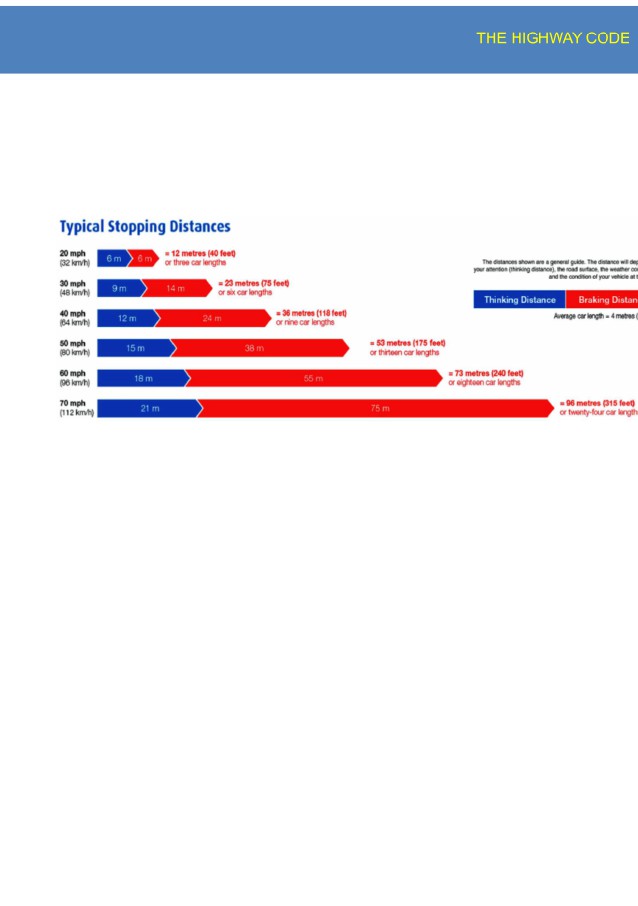 THE HIGHWAY CODE
Typical Stopping Distances
20 mph
(32 km/h)
6 m
6 m
= 12 metres (40 feet)
or three car lengths
30 mph
(48 km/h)
9 m
14 m
= 23 metres (75 feet)
or six car lengths
40 mph
(64 km/h)
12 m
24 m
= 36 metres (118 feet)
or nine car lengths
50 mph
(80 km/h)
15 m
38 m
= 53 metres (175 feet)
or thirteen car lengths
60 mph
(96 km/h)
18 m
55 m
= 73 metres (240 feet)
or eighteen car lengths
70 mph
(112 km/h)
21 m
75 m
= 96 metres (315 feet)
or twenty-four car length
The distances shown are a general guide. The distance will dep
your attention (thinking distance), the road surface, the weather co
and the condition of your vehicle at t
Thinking Distance
Braking Distan
Average car length = 4 metres (